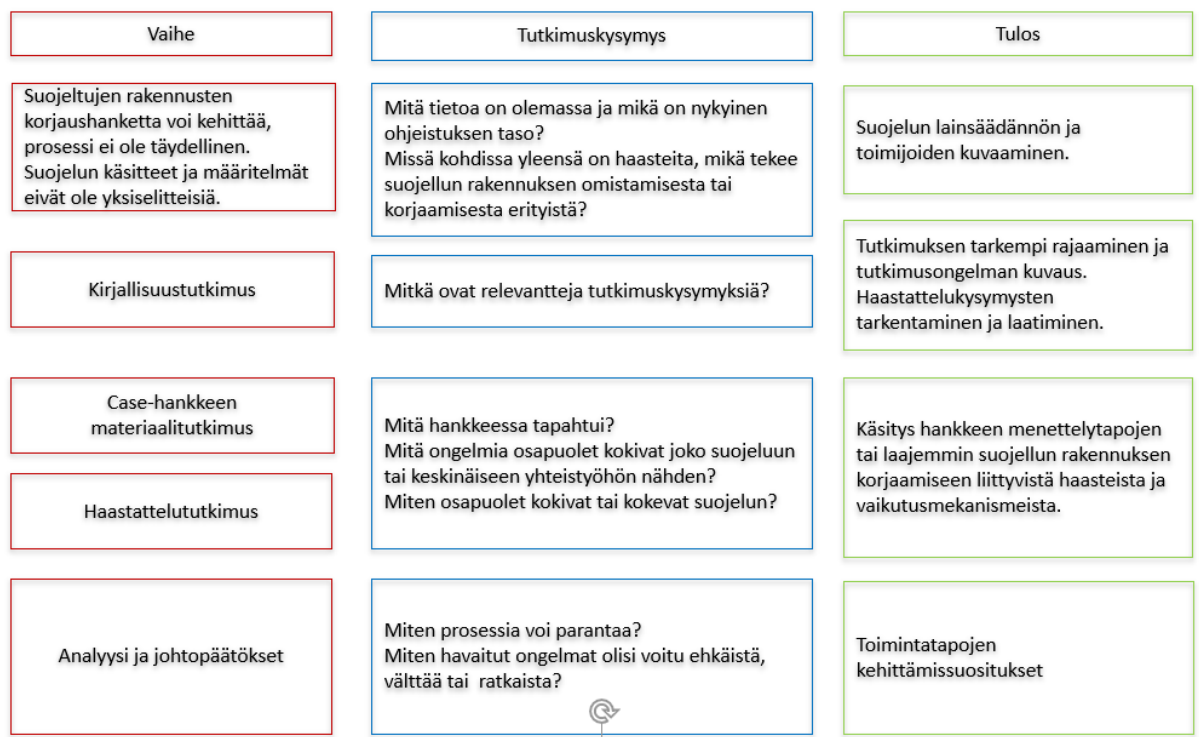 Vaihe
Tutkimuskysymys
Tulos
Suojeltujen rakennusten
korjaushanketta voi kehittää,
prosessi ei ole täydellinen.
Suojelun käsitteet ja määritelmät
eivät ole yksiselitteisiä.
Mitä tietoa on olemassa ja mikä on nykyinen
ohjeistuksen taso?
Missä kohdissa yleensä on haasteita, mikä tekee
suojellun rakennuksen omistamisesta tai
korjaamisesta erityistä?
Suojelun lainsäädännön ja
toimijoiden kuvaaminen.
Kirjallisuustutkimus
Mitkä ovat relevantteja tutkimuskysymyksiä?
Tutkimuksen tarkempi rajaaminen ja
tutkimusongelman kuvaus.
Haastattelukysymysten
tarkentaminen ja laatiminen.
Case-hankkeen
materiaalitutkimus
Haastattelututkimus
Mitä hankkeessa tapahtui?
Mitä ongelmia osapuolet kokivat joko suojeluun
tai keskinäiseen yhteistyöhön nähden?
Miten osapuolet kokivat tai kokevat suojelun?
Käsitys hankkeen menettelytapojen
tai laajemmin suojellun rakennuksen
korjaamiseen liittyvistä haasteista ja
vaikutusmekanismeista.
Analyysi ja johtopäätökset
Miten prosessia voi parantaa?
Miten havaitut ongelmat olisi voitu ehkäistä,
välttää tai ratkaista?
Toimintatapojen
kehittämissuositukset